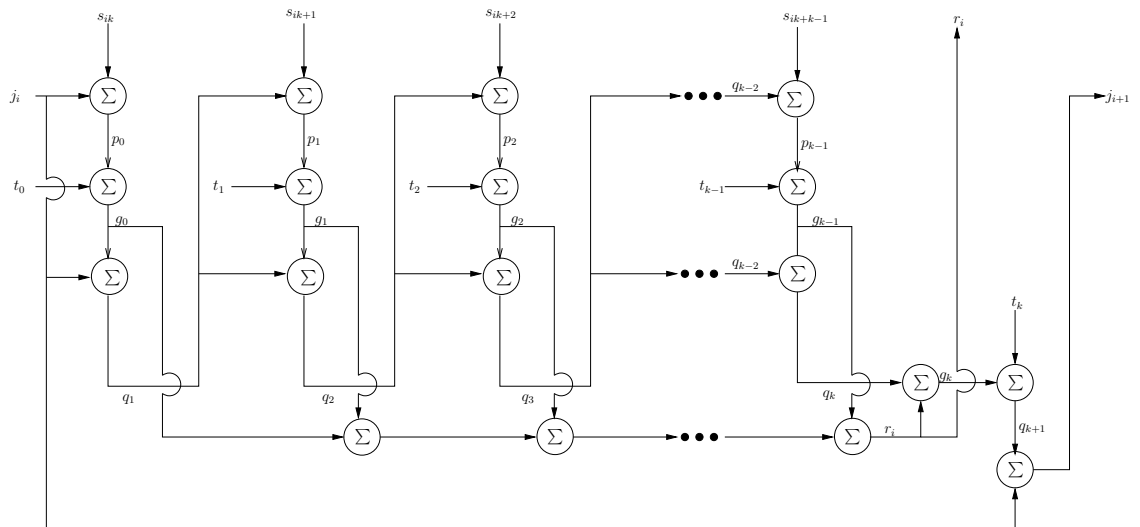 s_{ik} s_{ik+1} s_{ik+2} s_{ik+k-1} r_i
j_i Σ Σ Σ ••• q_{k-2} Σ j_{i+1}
p_0 p_1 p_2 p_{k-1}
t_0 Σ t_1 Σ t_2 Σ t_{k-1} Σ
g_0 g_1 g_2 g_{k-1}
Σ Σ Σ ••• q_{k-2} Σ
t_k
Σ g_k Σ
q_1 q_2 q_3 q_k
Σ Σ ••• Σ r_i q_{k+1}
Σ